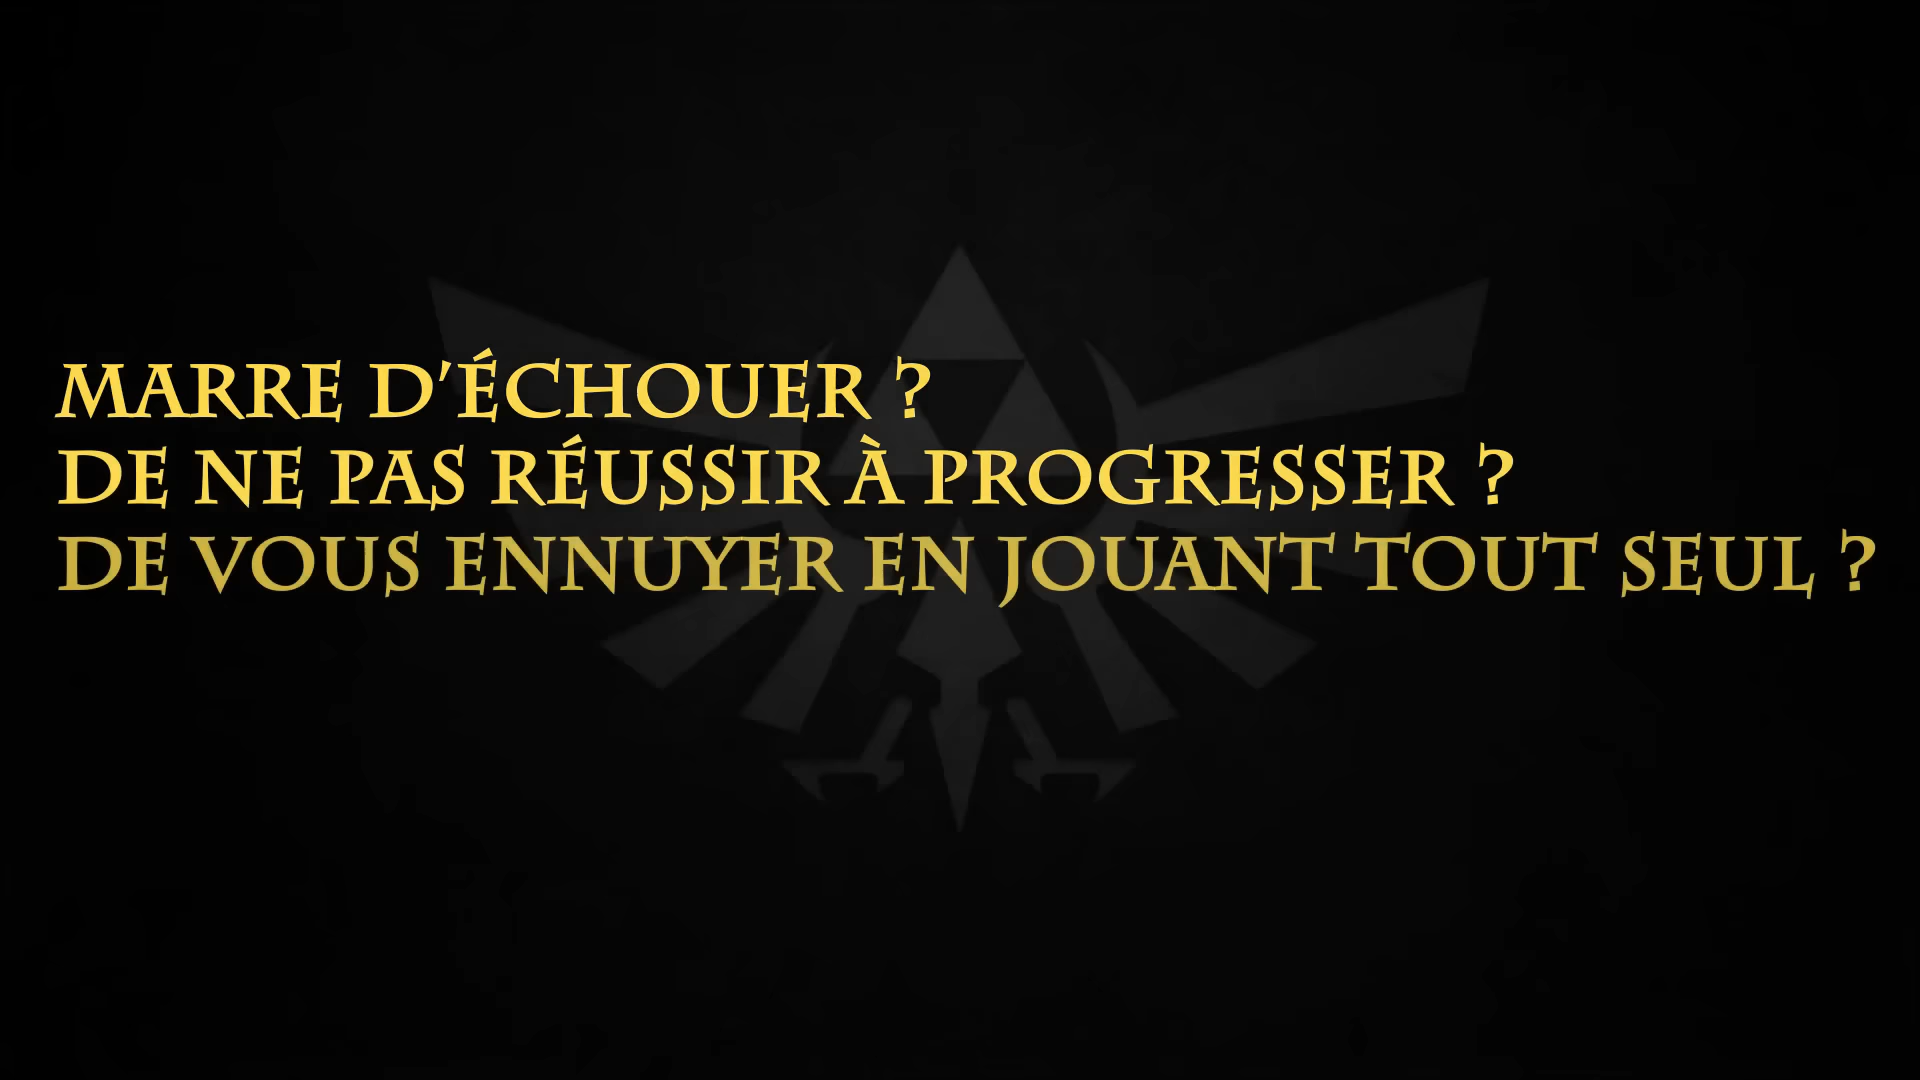 MARRE D'ÉCHOUER ?
DE NE PAS RÉUSSIR À PROGRESSER ?
DE VOUS ENNUYER EN JOUANT TOUT SEUL ?